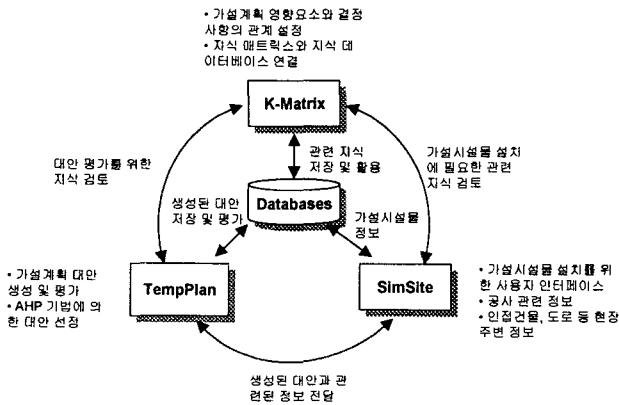 • 가설계획 영향요소와 결정
사항의 관계 설정
• 지식 매트릭스와 지식 데
이터베이스 연결
K-Matrix
대안 평가를 위한
지식 검토
관련 지식
저장 및 활용
가설시설물 설치
에 필요한 관련
지식 검토
생성된 대안
저장 및 평가
Databases
가설시설물
정보
• 가설계획 대안
생성 및 평가
• AHP 기법에 의
한 대안 선정
TempPlan
SimSite
• 가설시설물 설치를 위
한 사용자 인터페이스
• 공사 관련 정보
• 인접건물, 도로 등 현장
주변 정보
생성된 대안과 관
련된 정보 전달